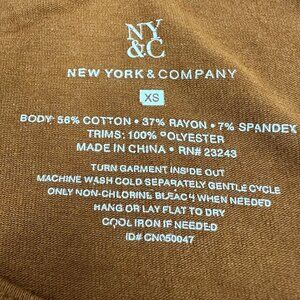 NY
&C
NEW YORK & COMPANY
XS
BODY: 56% COTTON • 37% RAYON • 7% SPANDEX
TRIMS: 100% POLYESTER
MADE IN CHINA • RN# 23243
TURN GARMENT INSIDE OUT
MACHINE WASH COLD SEPARATELY GENTLE CYCLE
ONLY NON-CHLORINE BLEACH WHEN NEEDED
HANG OR LAY FLAT TO DRY
COOL IRON IF NEEDED
ID# CN050047